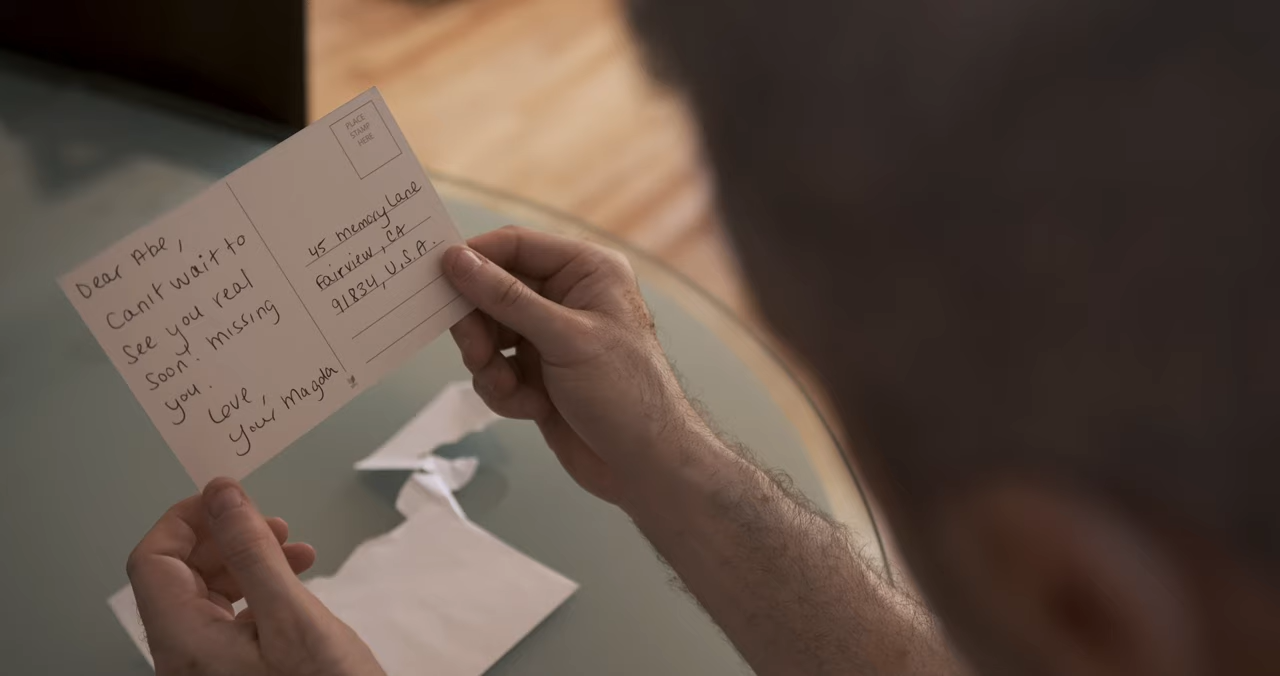 Dear Abe,
Can't wait to
see you real
soon. missing
you.
Love,
your Magda
PLACE
STAMP
HERE
45 memory Lane
Fairview, CA
91834, U.S.A.